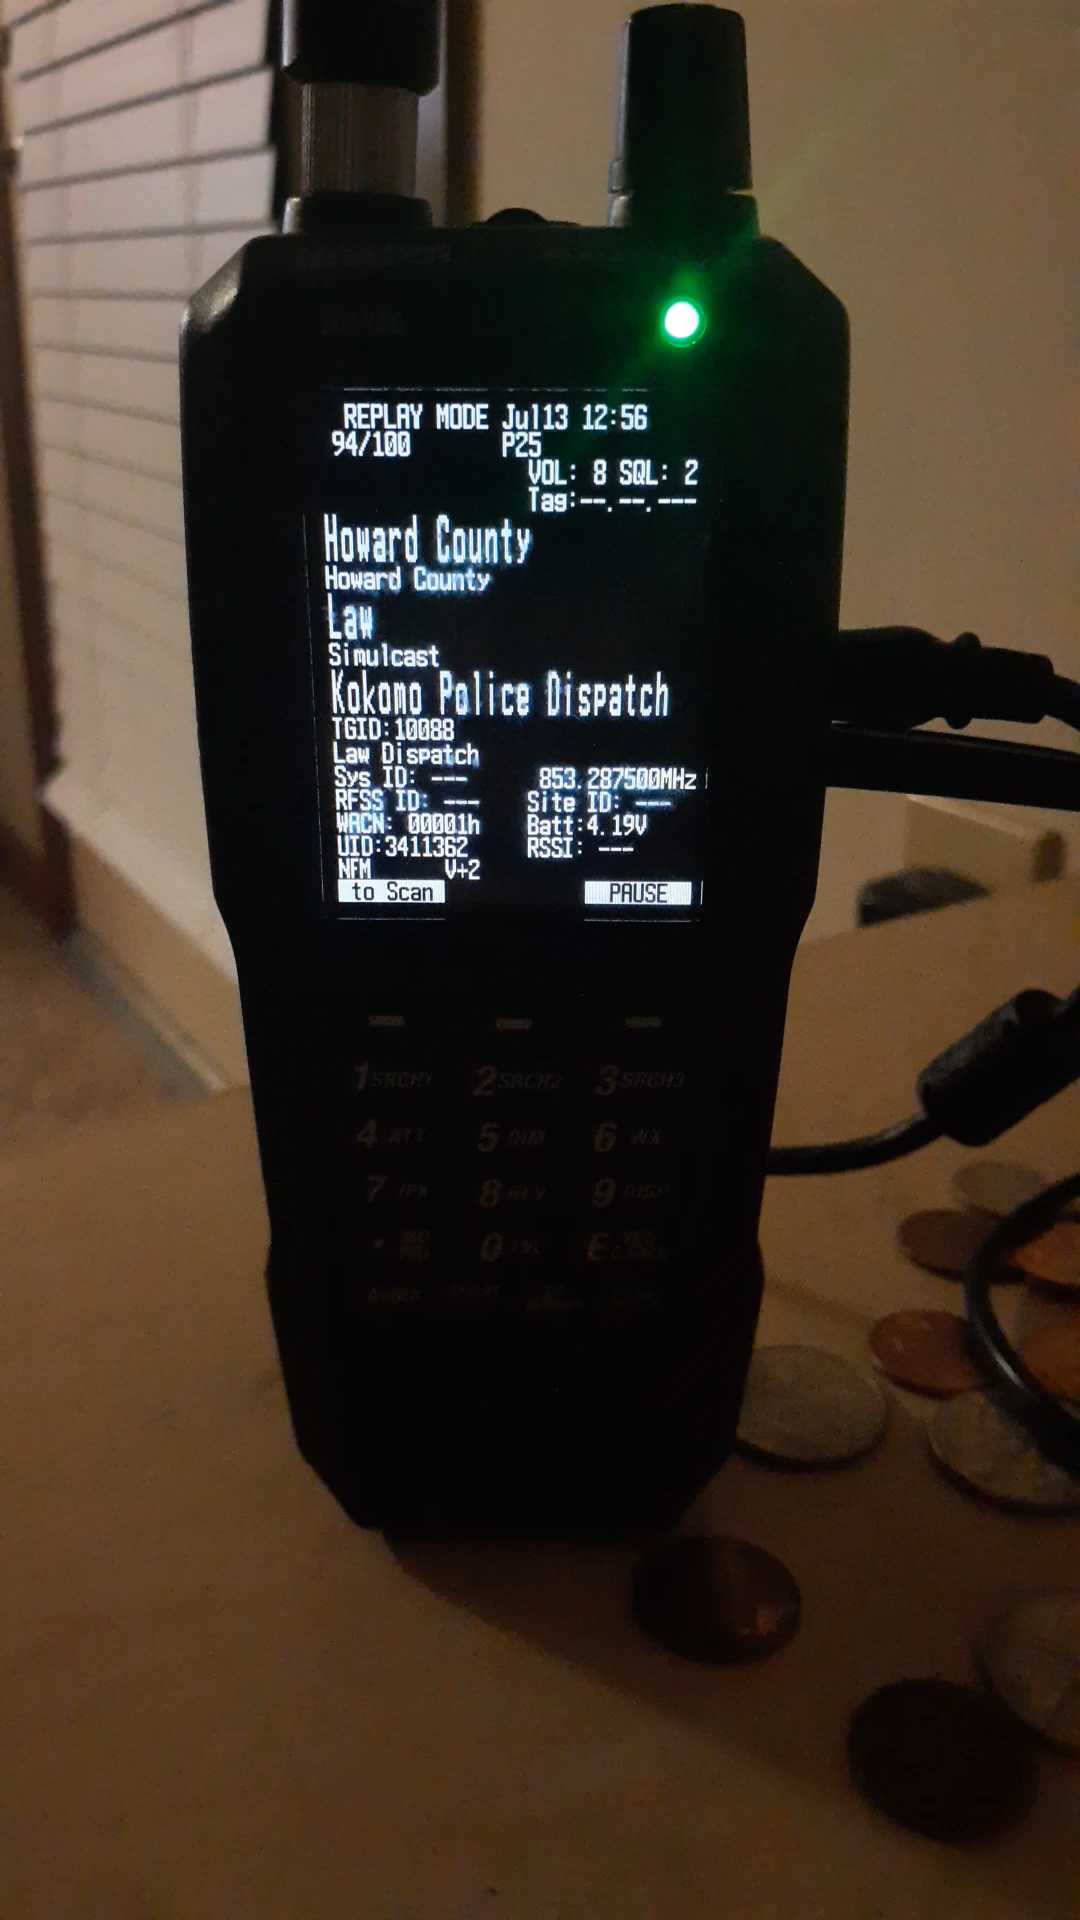 REPLAY MODE Jul13 12:56
94/100 P25
VOL: 8 SQL: 2
Tag:--.--.---
Howard County
Howard County
Law
Simulcast
Kokomo Police Dispatch
TGID:10088
Law Dispatch
Sys ID: --- 853.287500MHz
RFSS ID: --- Site ID: ---
WACN: 00001h Batt:4.19V
UID:3411362 RSSI: ---
NFM V+2
to Scan PAUSE
1 SRCH1 2 SRCH2 3 SRCH3
4 ATT 5 DIM 6 WX
7 IFX 8 REV 9 DISP
. NO 0 LVL E YES